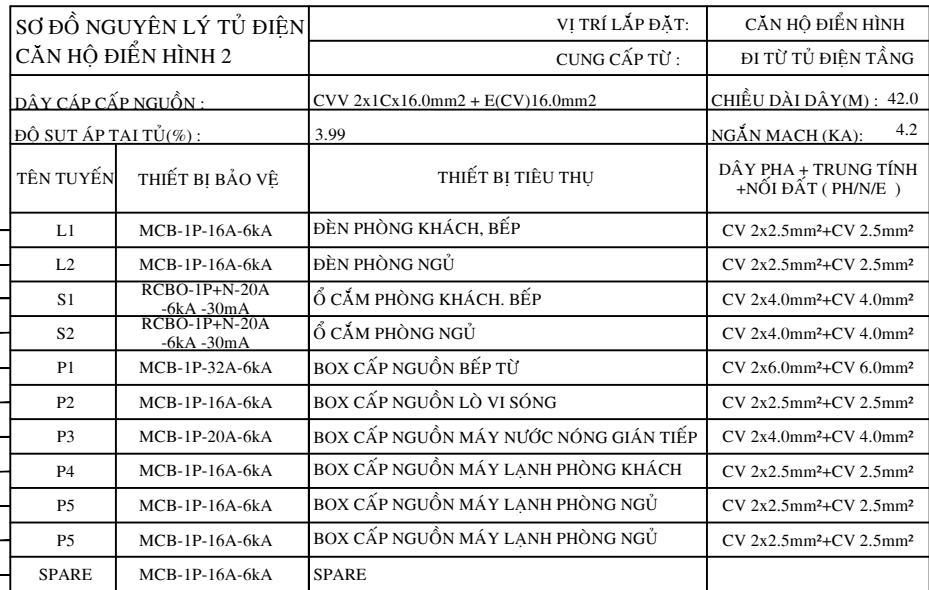 SƠ ĐỒ NGUYÊN LÝ TỦ ĐIỆN
CĂN HỘ ĐIỂN HÌNH 2
VỊ TRÍ LẮP ĐẶT:
CĂN HỘ ĐIỂN HÌNH
CUNG CẤP TỪ :
ĐI TỪ TỦ ĐIỆN TẦNG
DÂY CÁP CẤP NGUỒN :
CVV 2x1Cx16.0mm2 + E(CV)16.0mm2
CHIỀU DÀI DÂY(M) : 42.0
ĐỘ SỤT ÁP TẠI TỦ(%) :
3.99
NGẮN MẠCH (KA): 4.2
TÊN TUYẾN
THIẾT BỊ BẢO VỆ
THIẾT BỊ TIÊU THỤ
DÂY PHA + TRUNG TÍNH
+NỐI ĐẤT ( PH/N/E )
L1 MCB-1P-16A-6kA ĐÈN PHÒNG KHÁCH, BẾP CV 2x2.5mm²+CV 2.5mm²
L2 MCB-1P-16A-6kA ĐÈN PHÒNG NGỦ CV 2x2.5mm²+CV 2.5mm²
S1 RCBO-1P+N-20A
-6kA -30mA
Ổ CẮM PHÒNG KHÁCH. BẾP CV 2x4.0mm²+CV 4.0mm²
S2 RCBO-1P+N-20A
-6kA -30mA
Ổ CẮM PHÒNG NGỦ CV 2x4.0mm²+CV 4.0mm²
P1 MCB-1P-32A-6kA BOX CẤP NGUỒN BẾP TỪ CV 2x6.0mm²+CV 6.0mm²
P2 MCB-1P-16A-6kA BOX CẤP NGUỒN LÒ VI SÓNG CV 2x2.5mm²+CV 2.5mm²
P3 MCB-1P-20A-6kA BOX CẤP NGUỒN MÁY NƯỚC NÓNG GIÁN TIẾP CV 2x4.0mm²+CV 4.0mm²
P4 MCB-1P-16A-6kA BOX CẤP NGUỒN MÁY LẠNH PHÒNG KHÁCH CV 2x2.5mm²+CV 2.5mm²
P5 MCB-1P-16A-6kA BOX CẤP NGUỒN MÁY LẠNH PHÒNG NGỦ CV 2x2.5mm²+CV 2.5mm²
P5 MCB-1P-16A-6kA BOX CẤP NGUỒN MÁY LẠNH PHÒNG NGỦ CV 2x2.5mm²+CV 2.5mm²
SPARE MCB-1P-16A-6kA SPARE